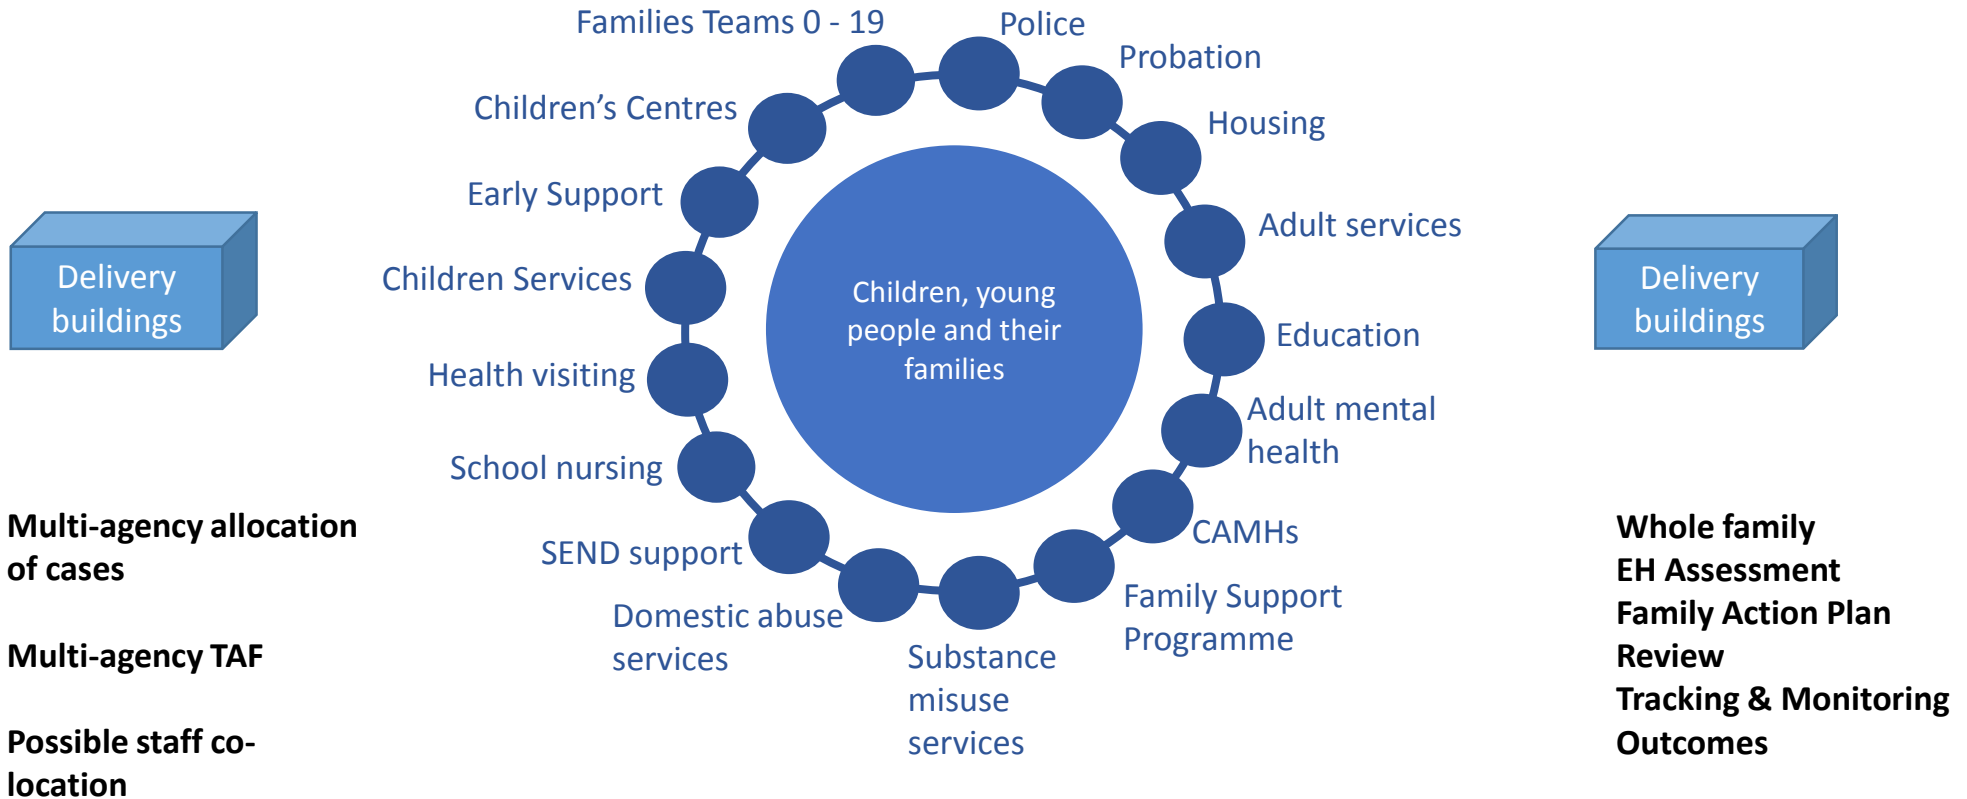 Families Teams 0 - 19
Police
Probation
Children’s Centres
Housing
Early Support
Adult services
Children Services
Delivery
buildings
Children, young
people and their
families
Delivery
buildings
Education
Health visiting
Adult mental
health
School nursing
CAMHs
SEND support
Family Support
Programme
Domestic abuse
services
Substance
misuse
services
Multi-agency allocation
of cases
Multi-agency TAF
Possible staff co-
location
Whole family
EH Assessment
Family Action Plan
Review
Tracking & Monitoring
Outcomes